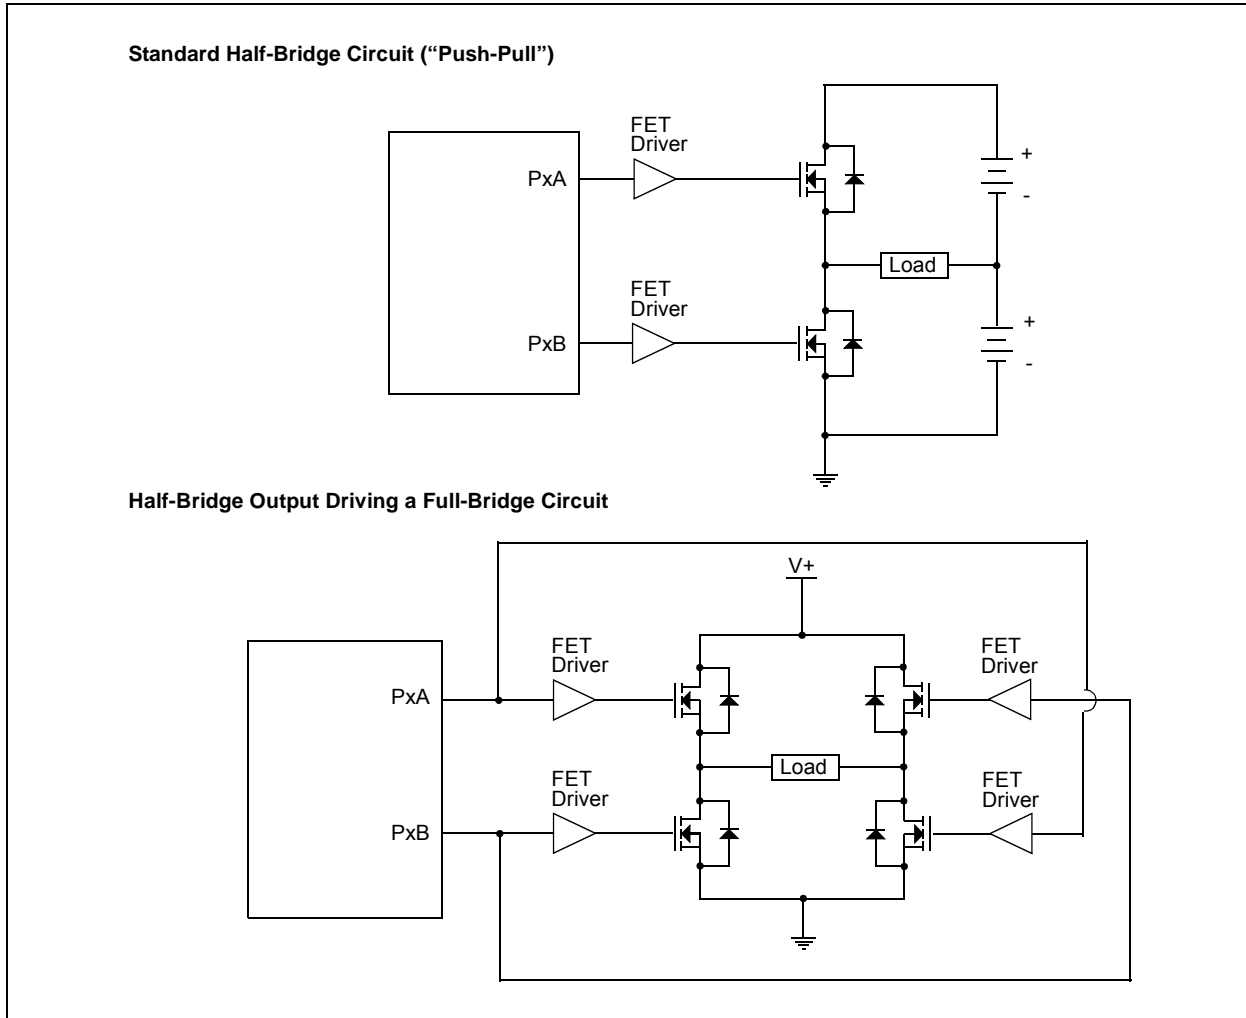 Standard Half-Bridge Circuit (“Push-Pull”)
FET
Driver
PxA
+
-
Load
FET
Driver
PxB
+
-
Half-Bridge Output Driving a Full-Bridge Circuit
V+
FET
Driver
FET
Driver
PxA
Load
FET
Driver
FET
Driver
PxB